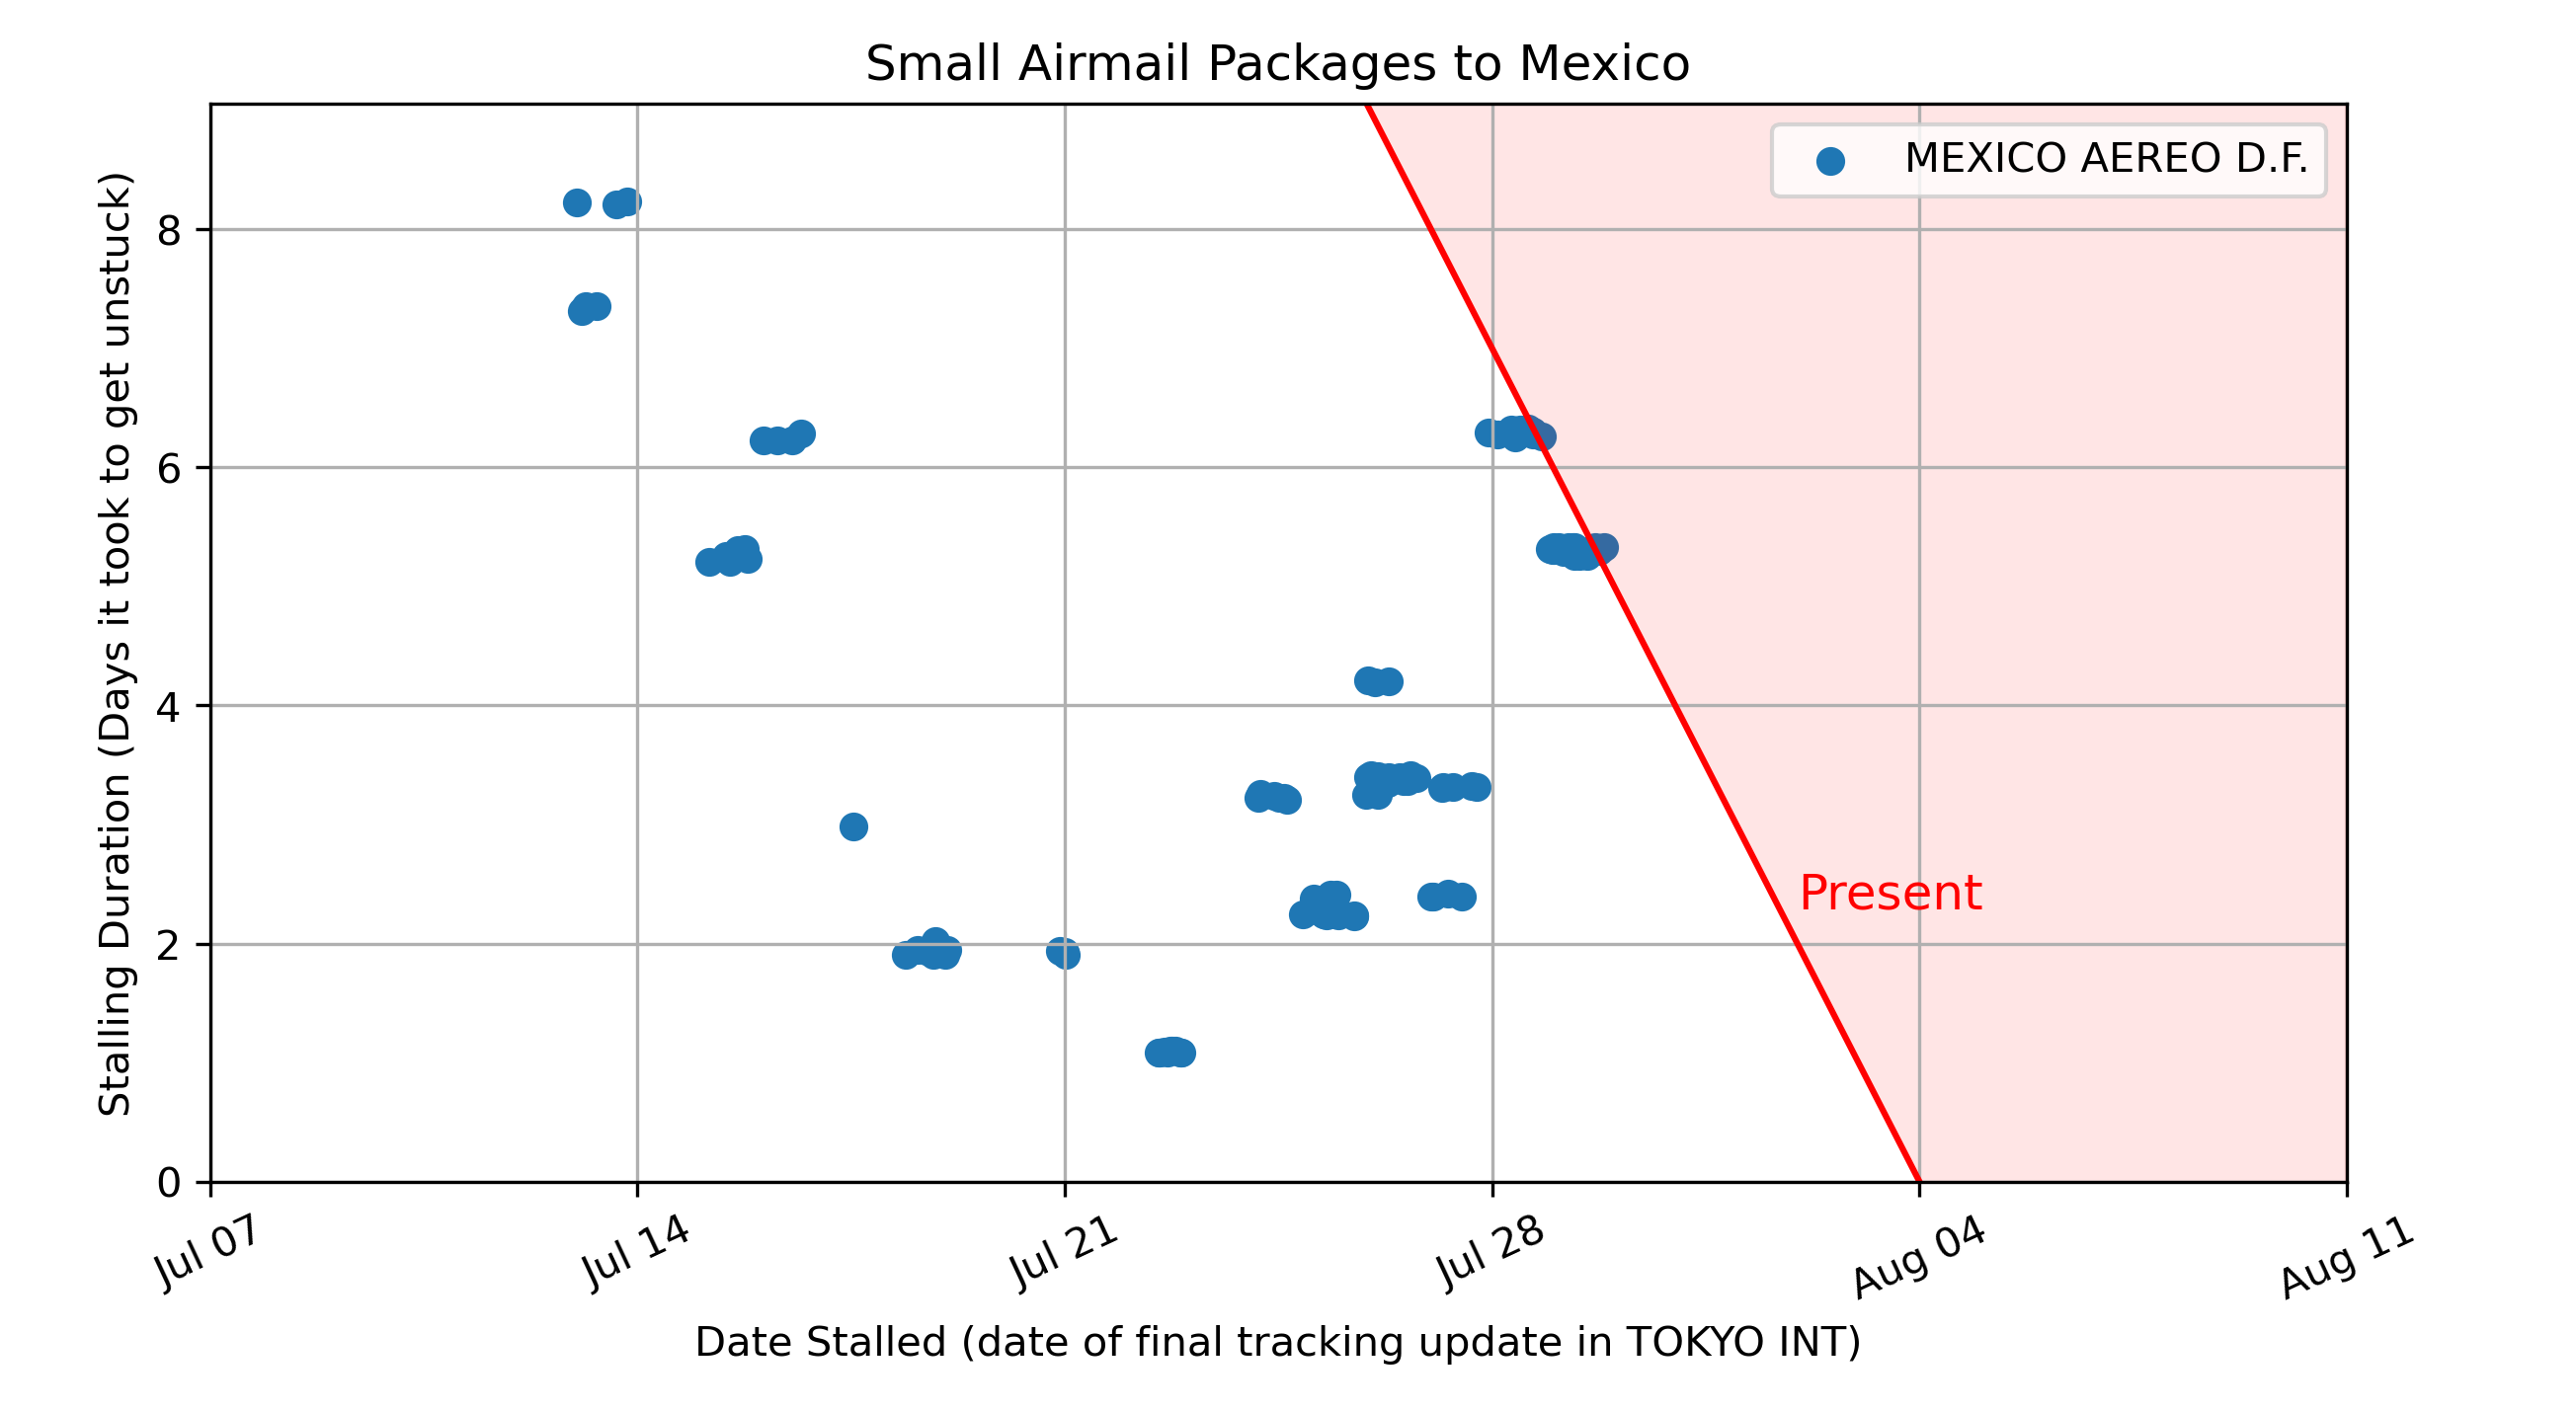 Small Airmail Packages to Mexico
MEXICO AEREO D.F.
Stalling Duration (Days it took to get unstuck)
8
6
4
2
0
Present
Jul 07
Jul 14
Jul 21
Jul 28
Aug 04
Aug 11
Date Stalled (date of final tracking update in TOKYO INT)